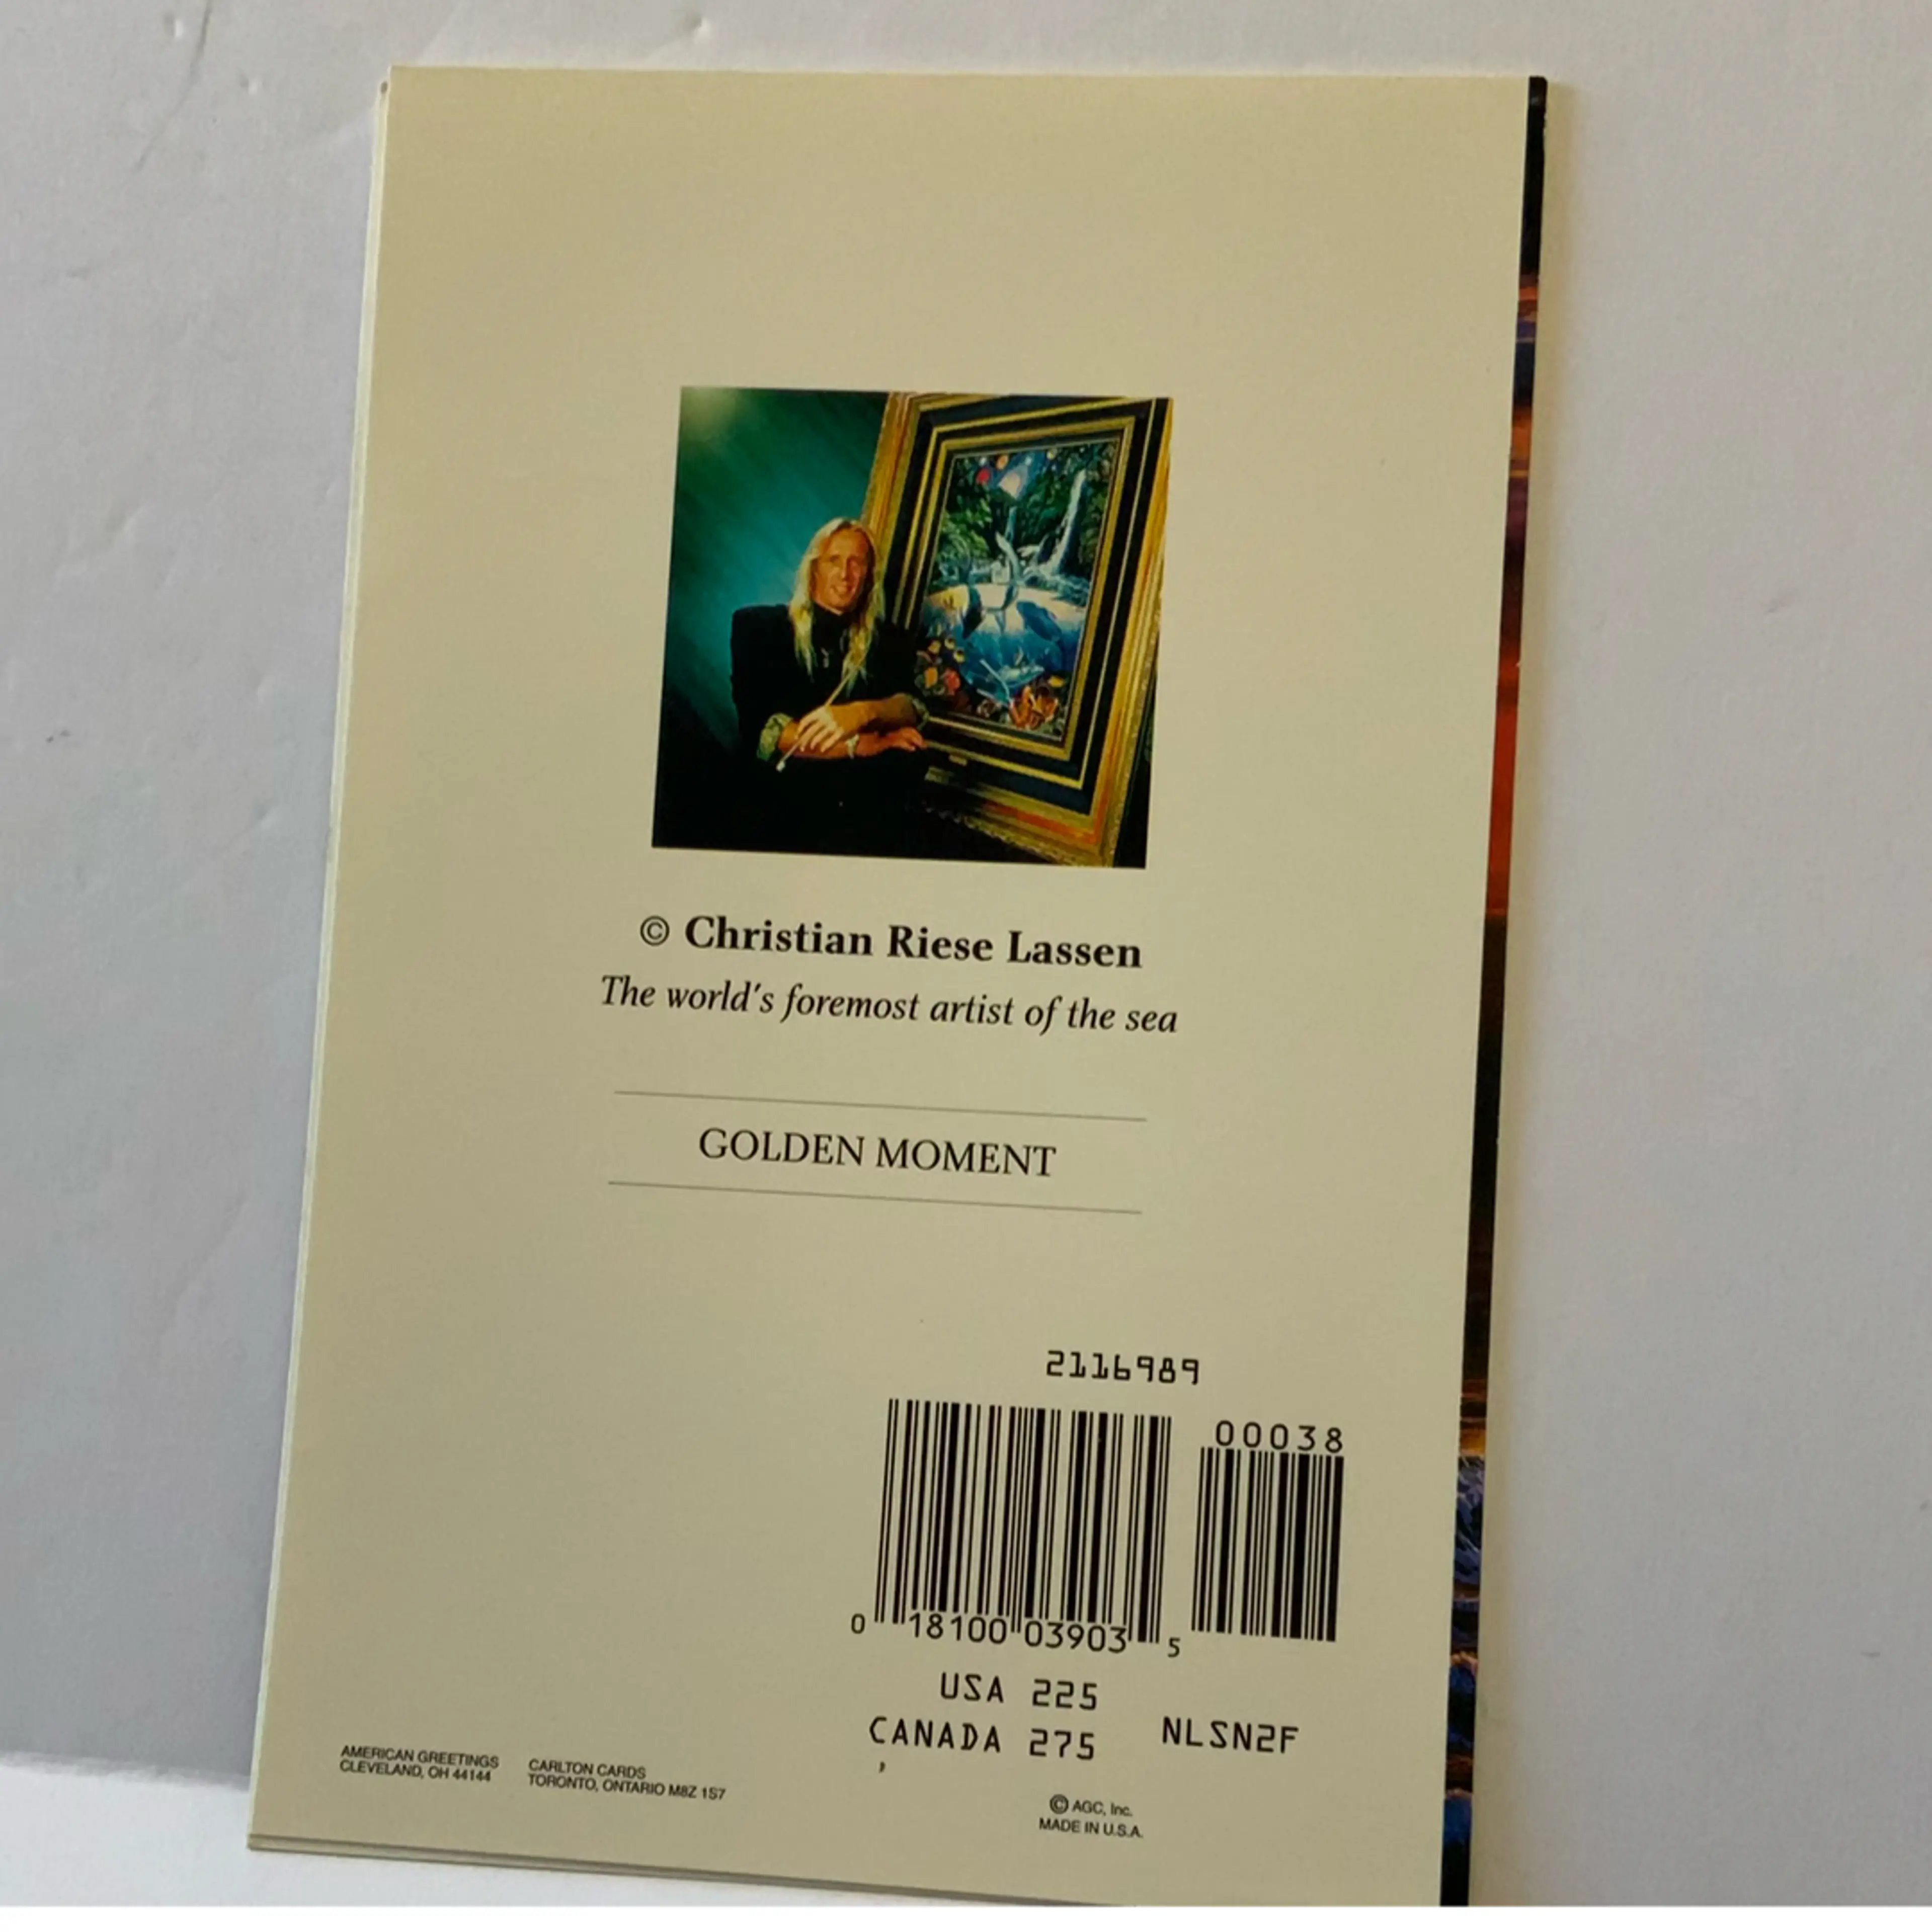 © Christian Riese Lassen
The world's foremost artist of the sea
GOLDEN MOMENT
2116989
00038
0 18100 03903 5
USA 225
CANADA 275 NLSN2F
AMERICAN GREETINGS
CLEVELAND, OH 44144
CARLTON CARDS
TORONTO, ONTARIO M8Z 1S7
© AGC, Inc.
MADE IN U.S.A.